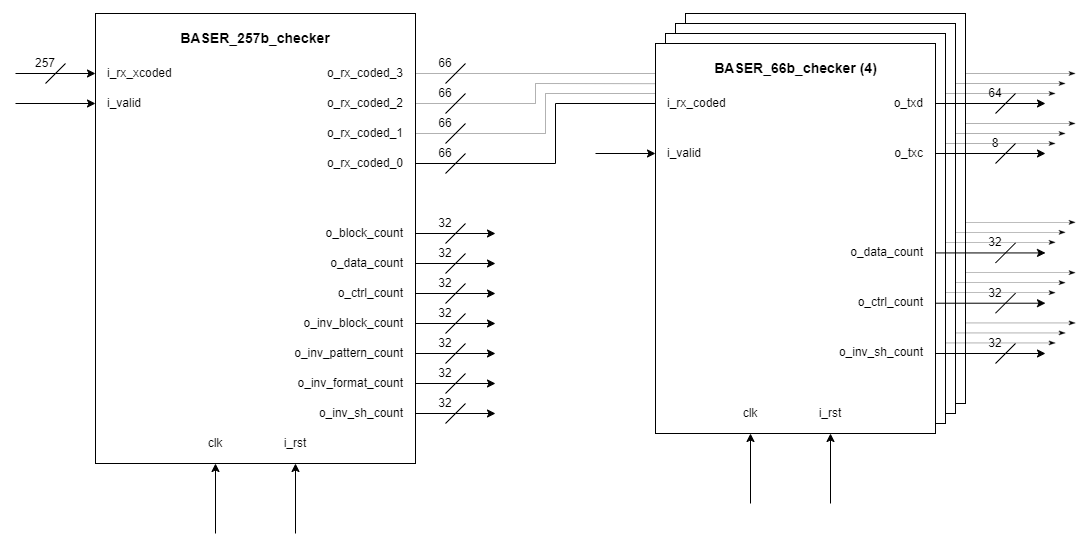 BASER_257b_checker
257
i_rx_xcoded
i_valid
o_rx_coded_3
66
o_rx_coded_2
66
o_rx_coded_1
66
o_rx_coded_0
66
o_block_count
32
o_data_count
32
o_ctrl_count
32
o_inv_block_count
32
o_inv_pattern_count
32
o_inv_format_count
32
o_inv_sh_count
32
clk
i_rst
BASER_66b_checker (4)
i_rx_coded
i_valid
o_txd
64
o_txc
8
o_data_count
32
o_ctrl_count
32
o_inv_sh_count
32
clk
i_rst